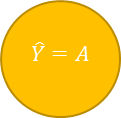 Ŷ = A